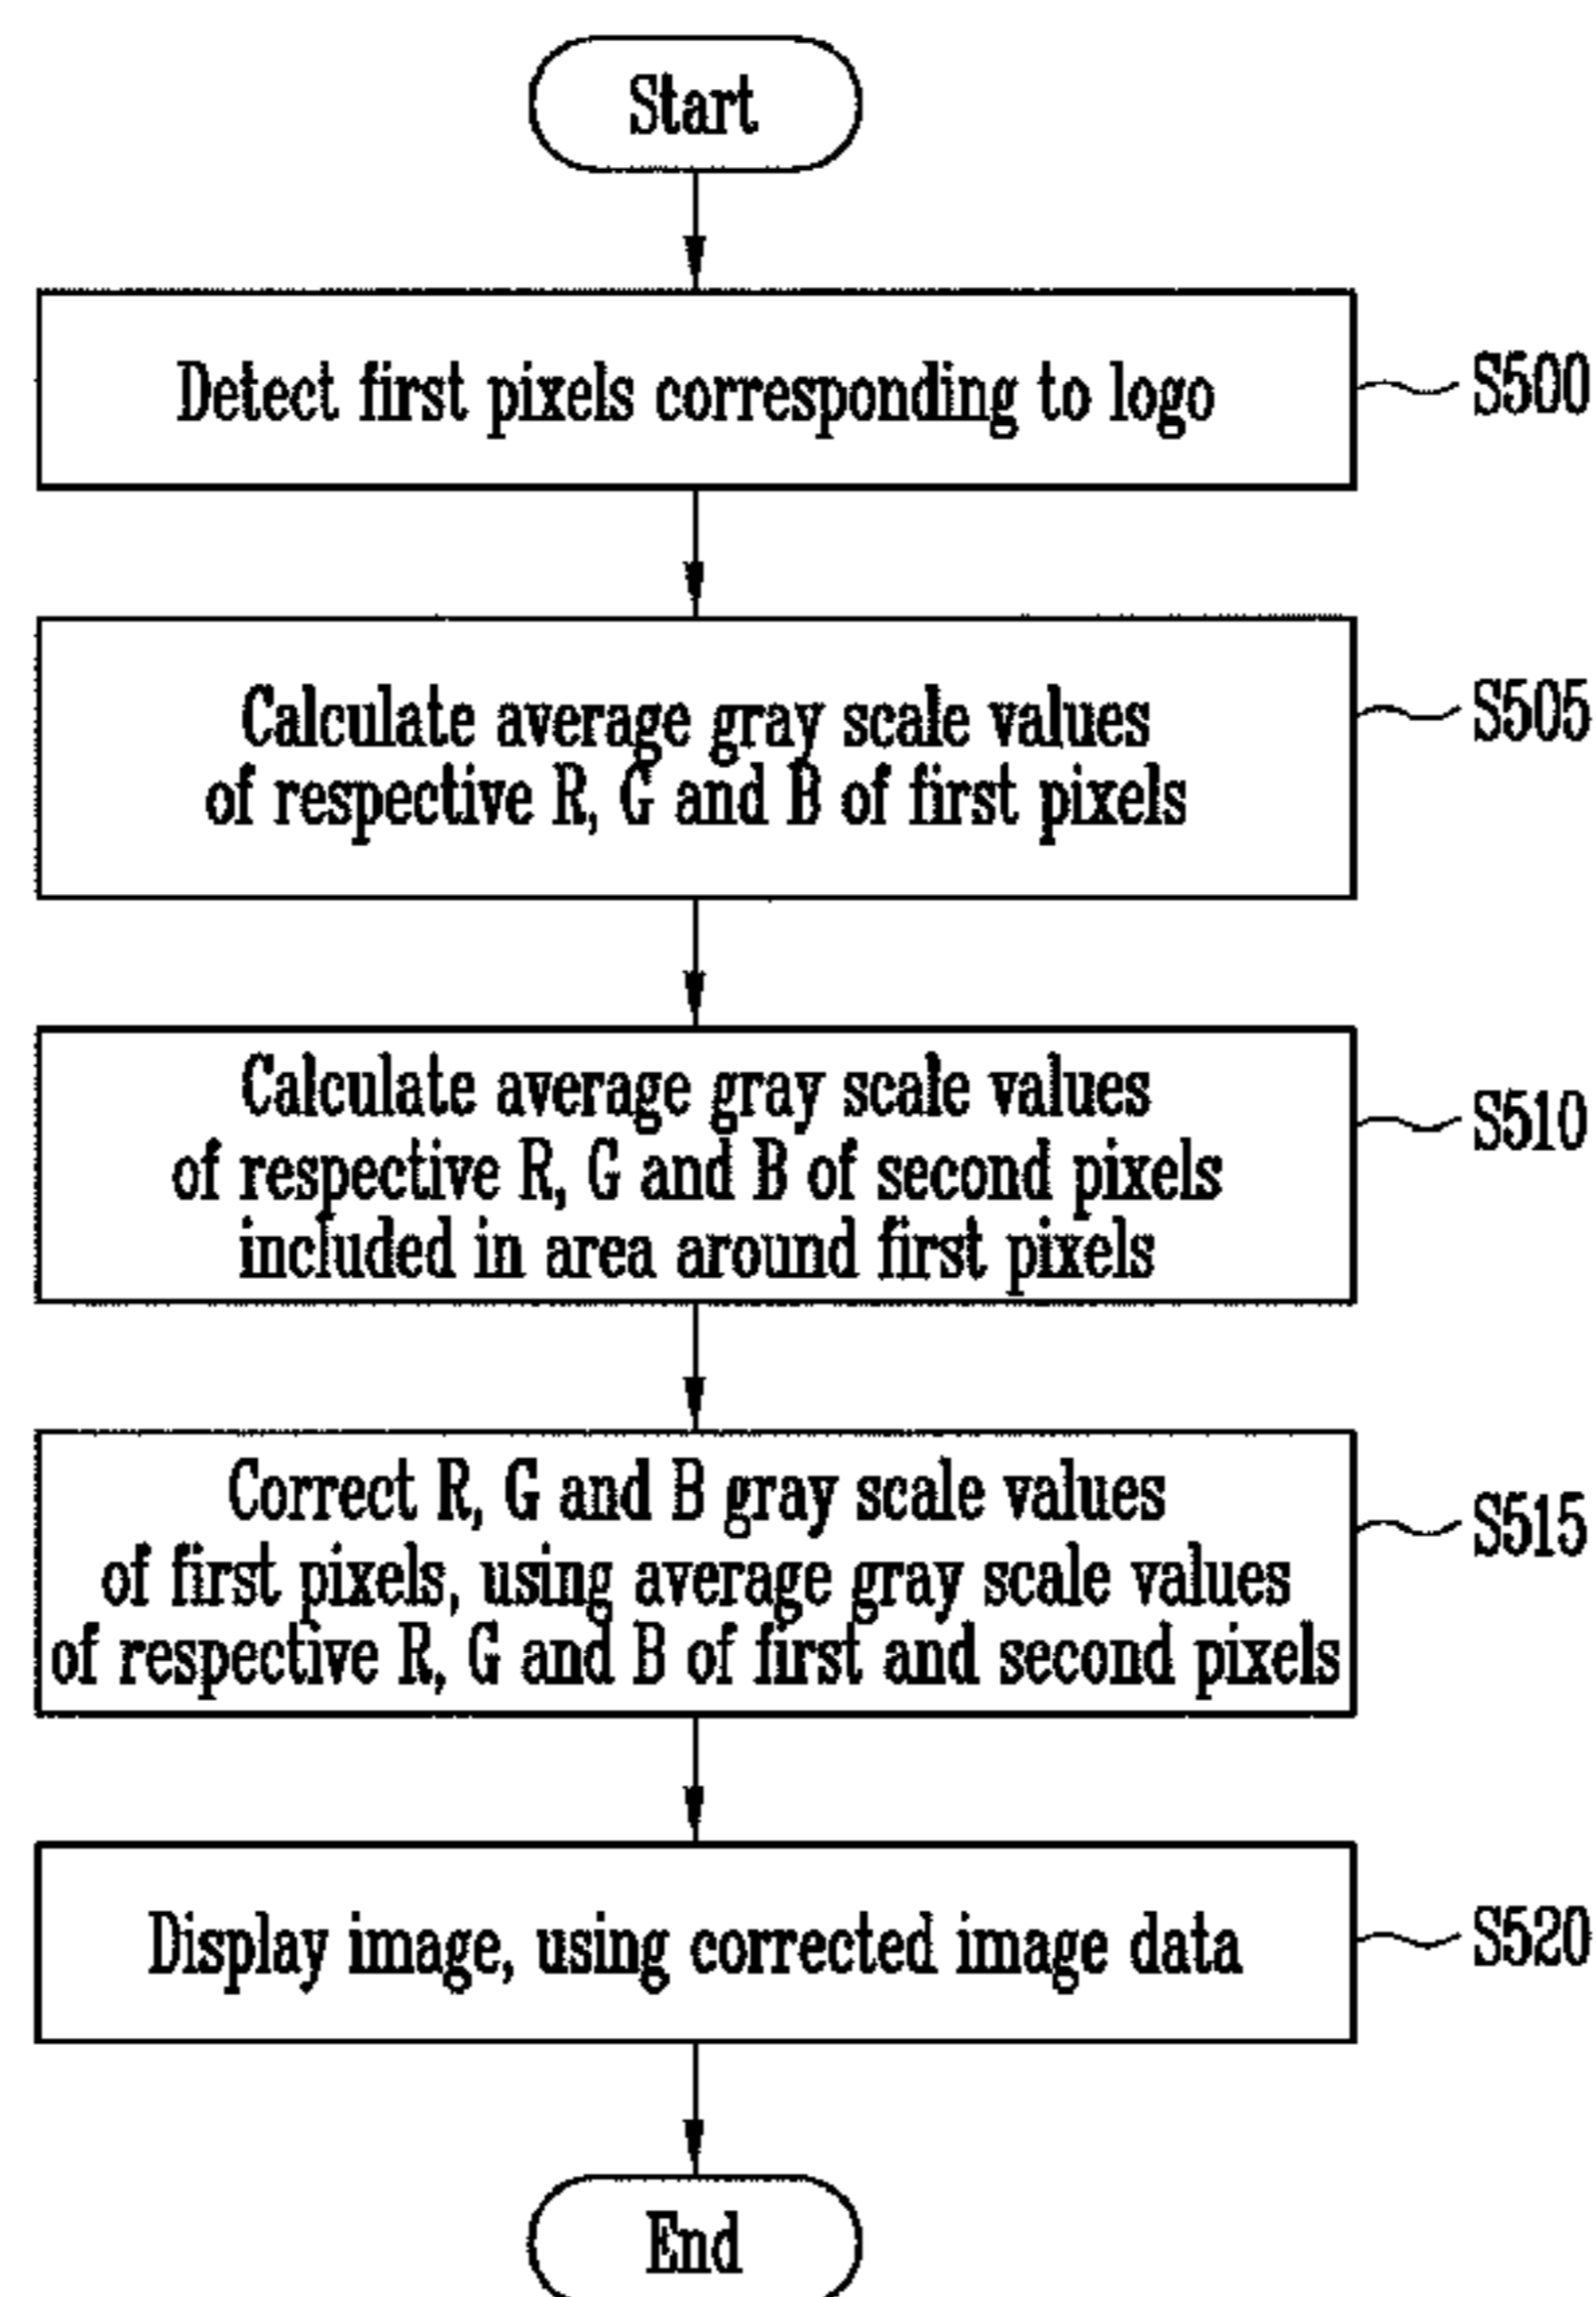 Start
Detect first pixels corresponding to logo
S500
Calculate average gray scale values
of respective R, G and B of first pixels
S505
Calculate average gray scale values
of respective R, G and B of second pixels
included in area around first pixels
S510
Correct R, G and B gray scale values
of first pixels, using average gray scale values
of respective R, G and B of first and second pixels
S515
Display image, using corrected image data
S520
End